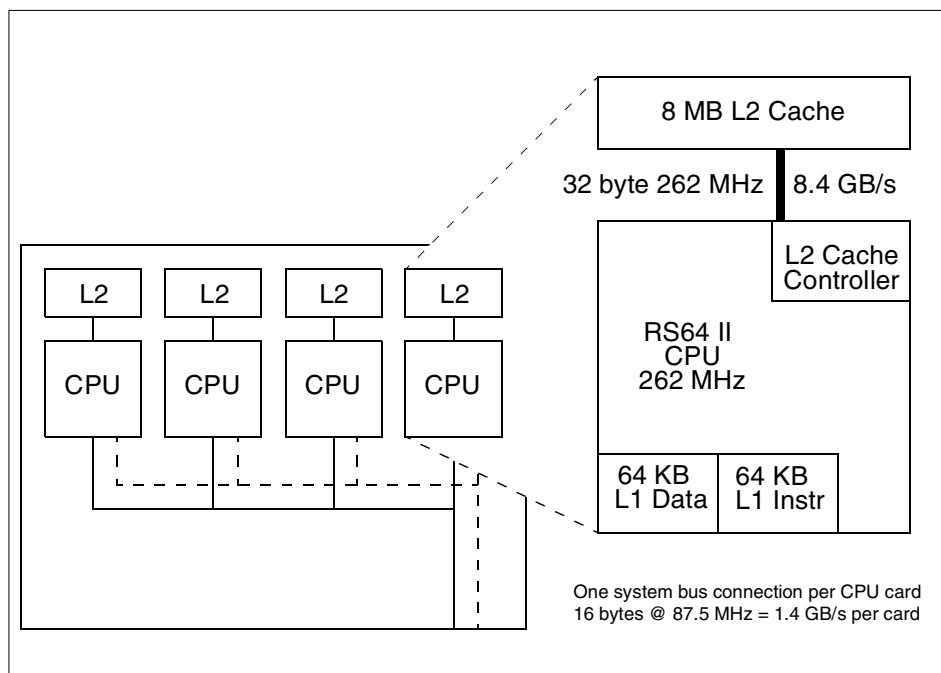 8 MB L2 Cache
32 byte 262 MHz 8.4 GB/s
L2 Cache
Controller
RS64 II
CPU
262 MHz
64 KB
L1 Data
64 KB
L1 Instr
L2 L2 L2 L2
CPU CPU CPU CPU
One system bus connection per CPU card
16 bytes @ 87.5 MHz = 1.4 GB/s per card